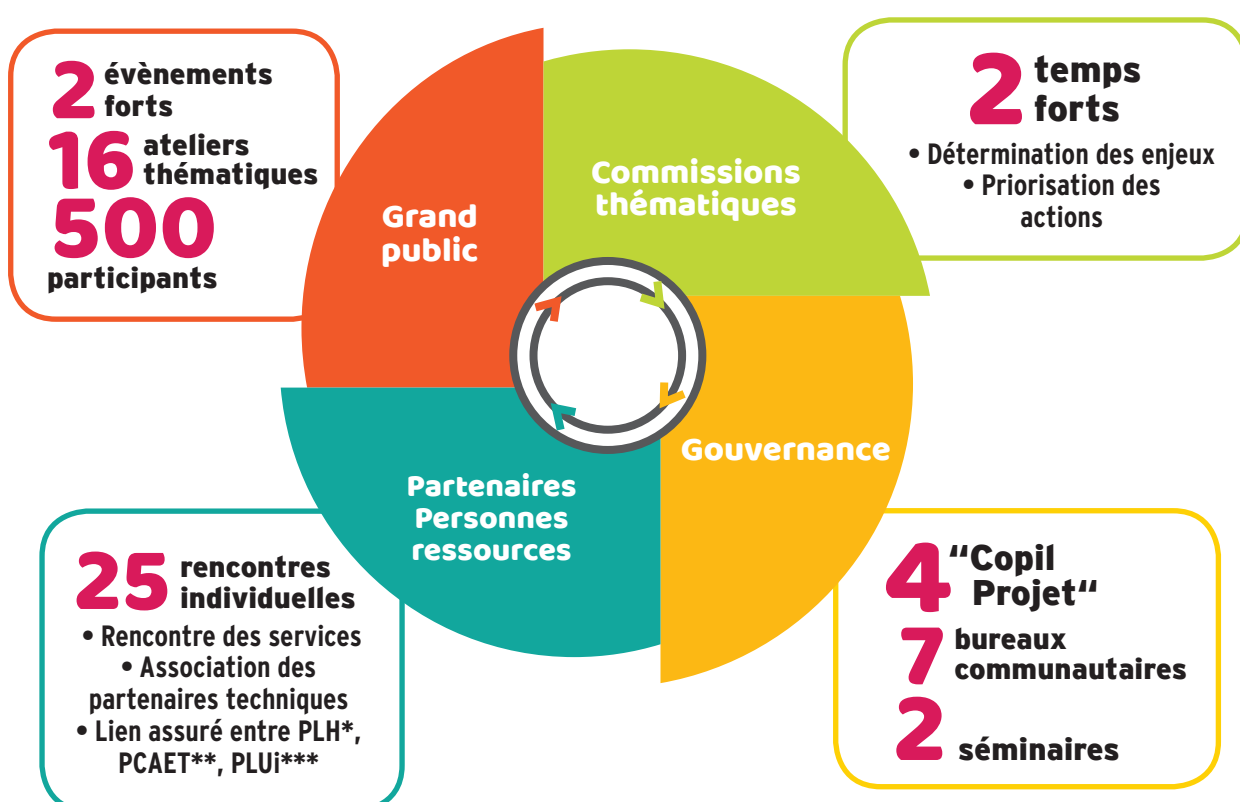 2 évènements
forts
16 ateliers
thématiques
500
participants
Grand
public
Commissions
thématiques
2 temps
forts
• Détermination des enjeux
• Priorisation des
actions
Partenaires
Personnes
ressources
Gouvernance
25 rencontres
individuelles
• Rencontre des services
• Association des
partenaires techniques
• Lien assuré entre PLH*,
PCAET**, PLUi***
4 “Copil
Projet“
7 bureaux
communautaires
2 séminaires